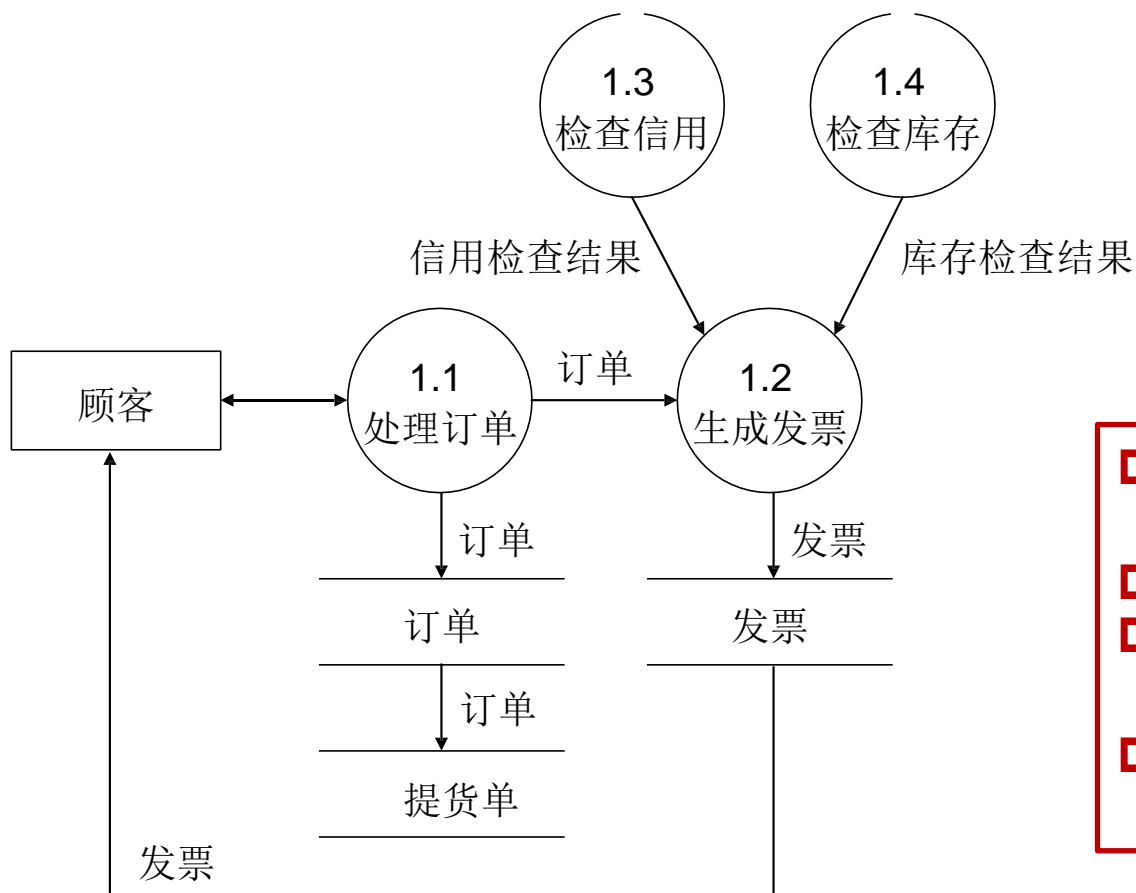 1.3
检查信用
1.4
检查库存
信用检查结果
库存检查结果
顾客
1.1
处理订单
订单
1.2
生成发票
订单
发票
订单
发票
订单
提货单
发票